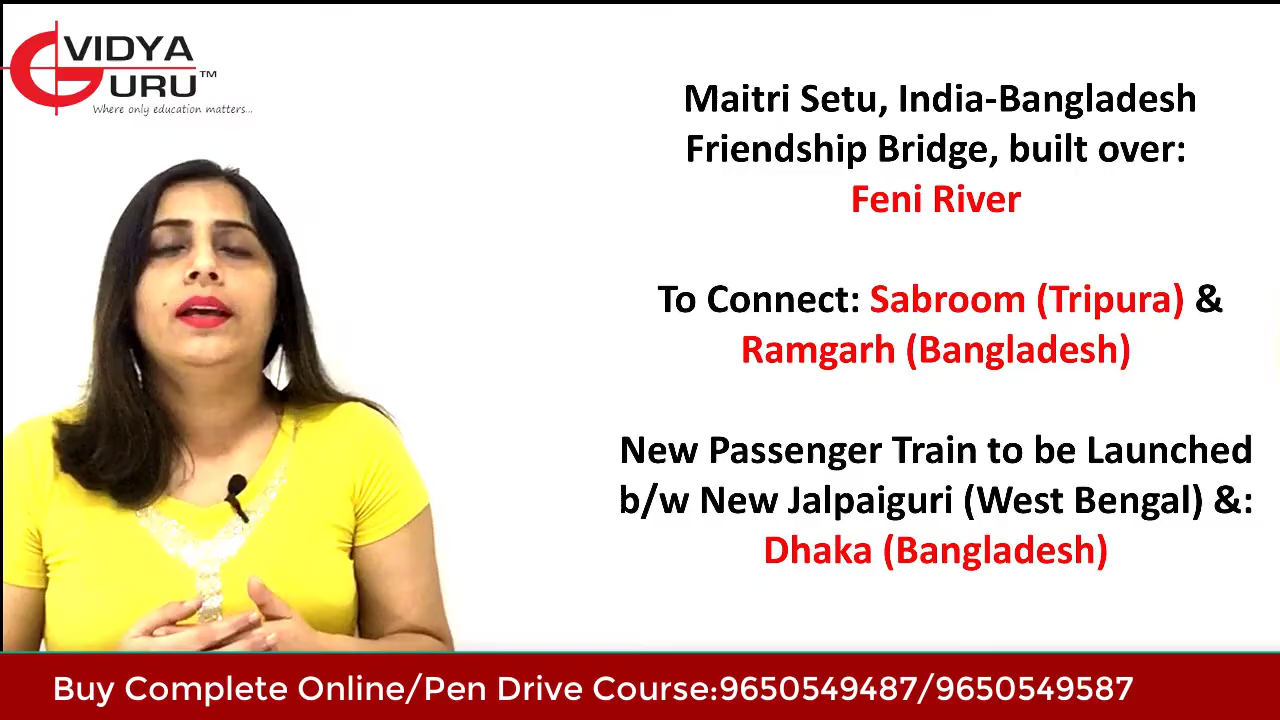 VIDYA
GURU™
Where only education matters...
Maitri Setu, India-Bangladesh
Friendship Bridge, built over:
Feni River
To Connect: Sabroom (Tripura) &
Ramgarh (Bangladesh)
New Passenger Train to be Launched
b/w New Jalpaiguri (West Bengal) &:
Dhaka (Bangladesh)
Buy Complete Online/Pen Drive Course:9650549487/9650549587